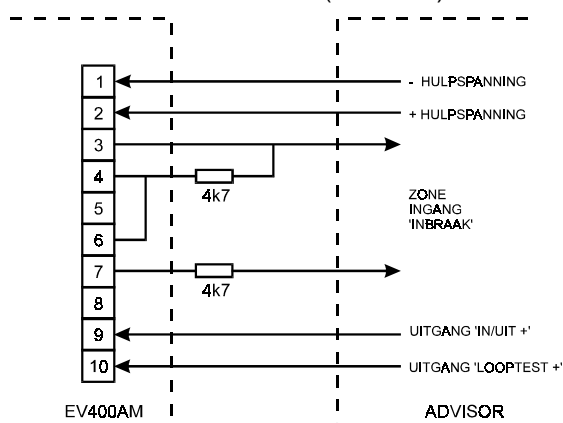 1
- HULPSPANNING
2
+ HULPSPANNING
3
4
4k7
5
ZONE
INGANG
'INBRAAK'
6
7
4k7
8
9
UITGANG 'IN/UIT +'
10
UITGANG 'LOOPTEST +'
EV400AM
ADVISOR